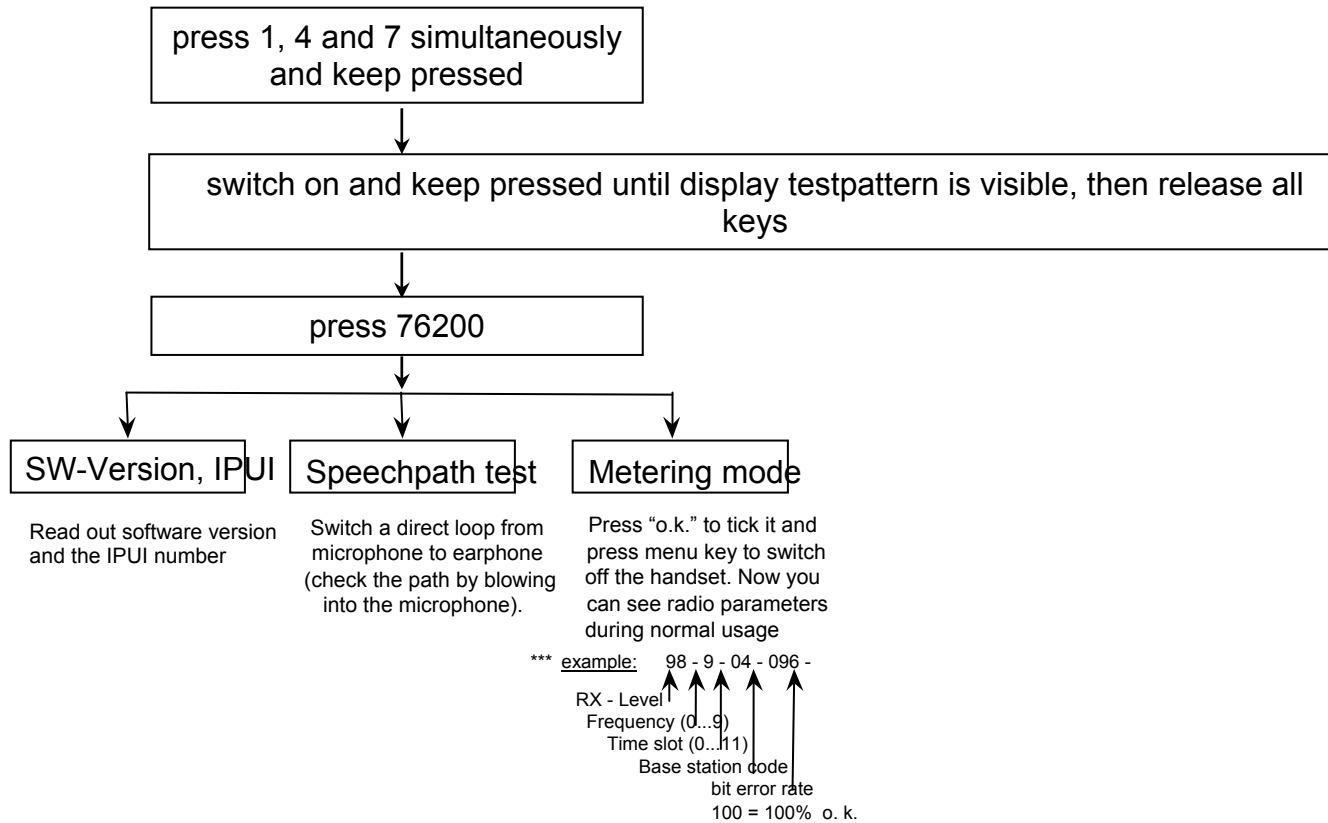 press 1, 4 and 7 simultaneously
and keep pressed
switch on and keep pressed until display testpattern is visible, then release all
keys
press 76200
SW-Version, IPUI
Read out software version
and the IPUI number
Speechpath test
Switch a direct loop from
microphone to earphone
(check the path by blowing
into the microphone).
Metering mode
Press “o.k.” to tick it and
press menu key to switch
off the handset. Now you
can see radio parameters
during normal usage
*** example: 98 - 9 - 04 - 096 -
RX - Level
Frequency (0...9)
Time slot (0...11)
Base station code
bit error rate
100 = 100% o. k.